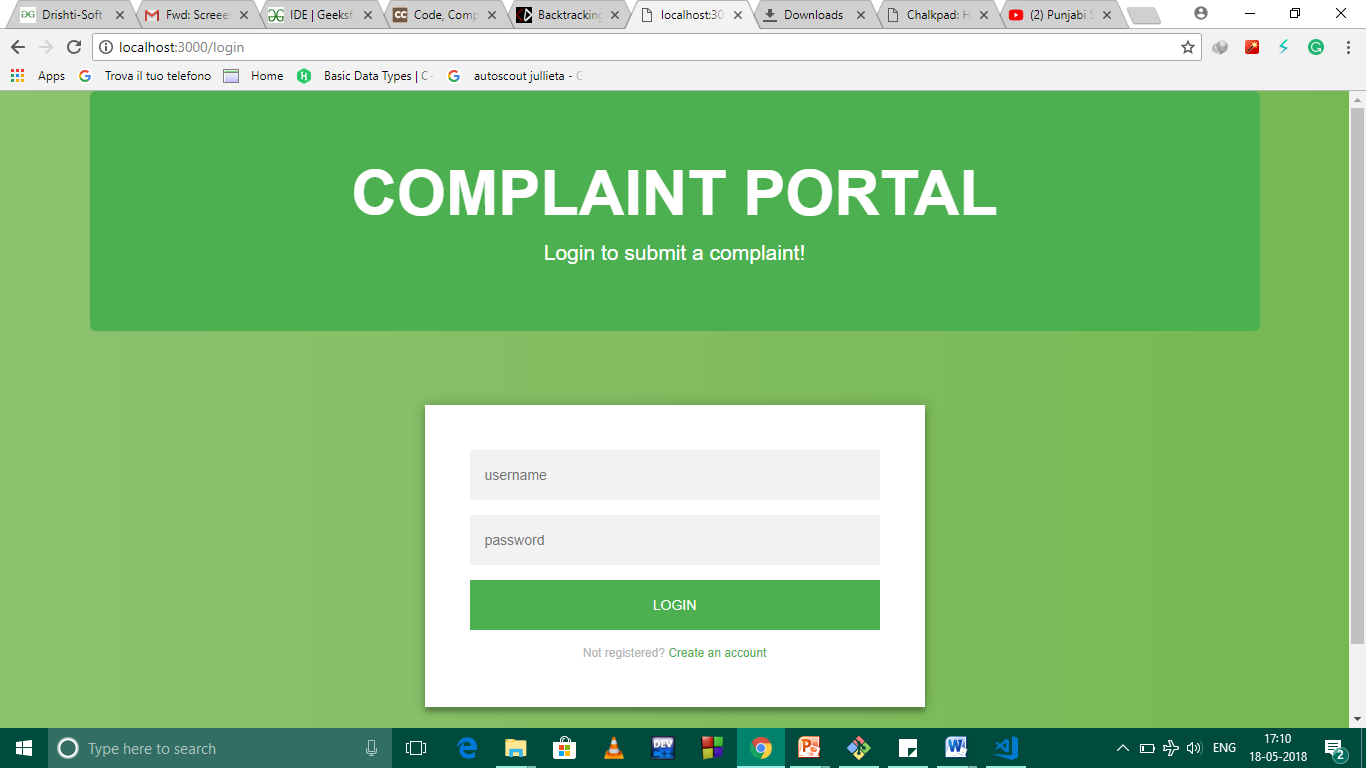 Drishti-Soft
Fwd: Scree
IDE | Geeksf
Code, Comp
Backtracking
localhost:30
Downloads
Chalkpad: H
(2) Punjabi S
localhost:3000/login
Apps
Trova il tuo telefono
Home
Basic Data Types | C
autoscout jullieta - G
COMPLAINT PORTAL
Login to submit a complaint!
username
password
LOGIN
Not registered? Create an account
Type here to search
DEV
ENG
17:10
18-05-2018
2